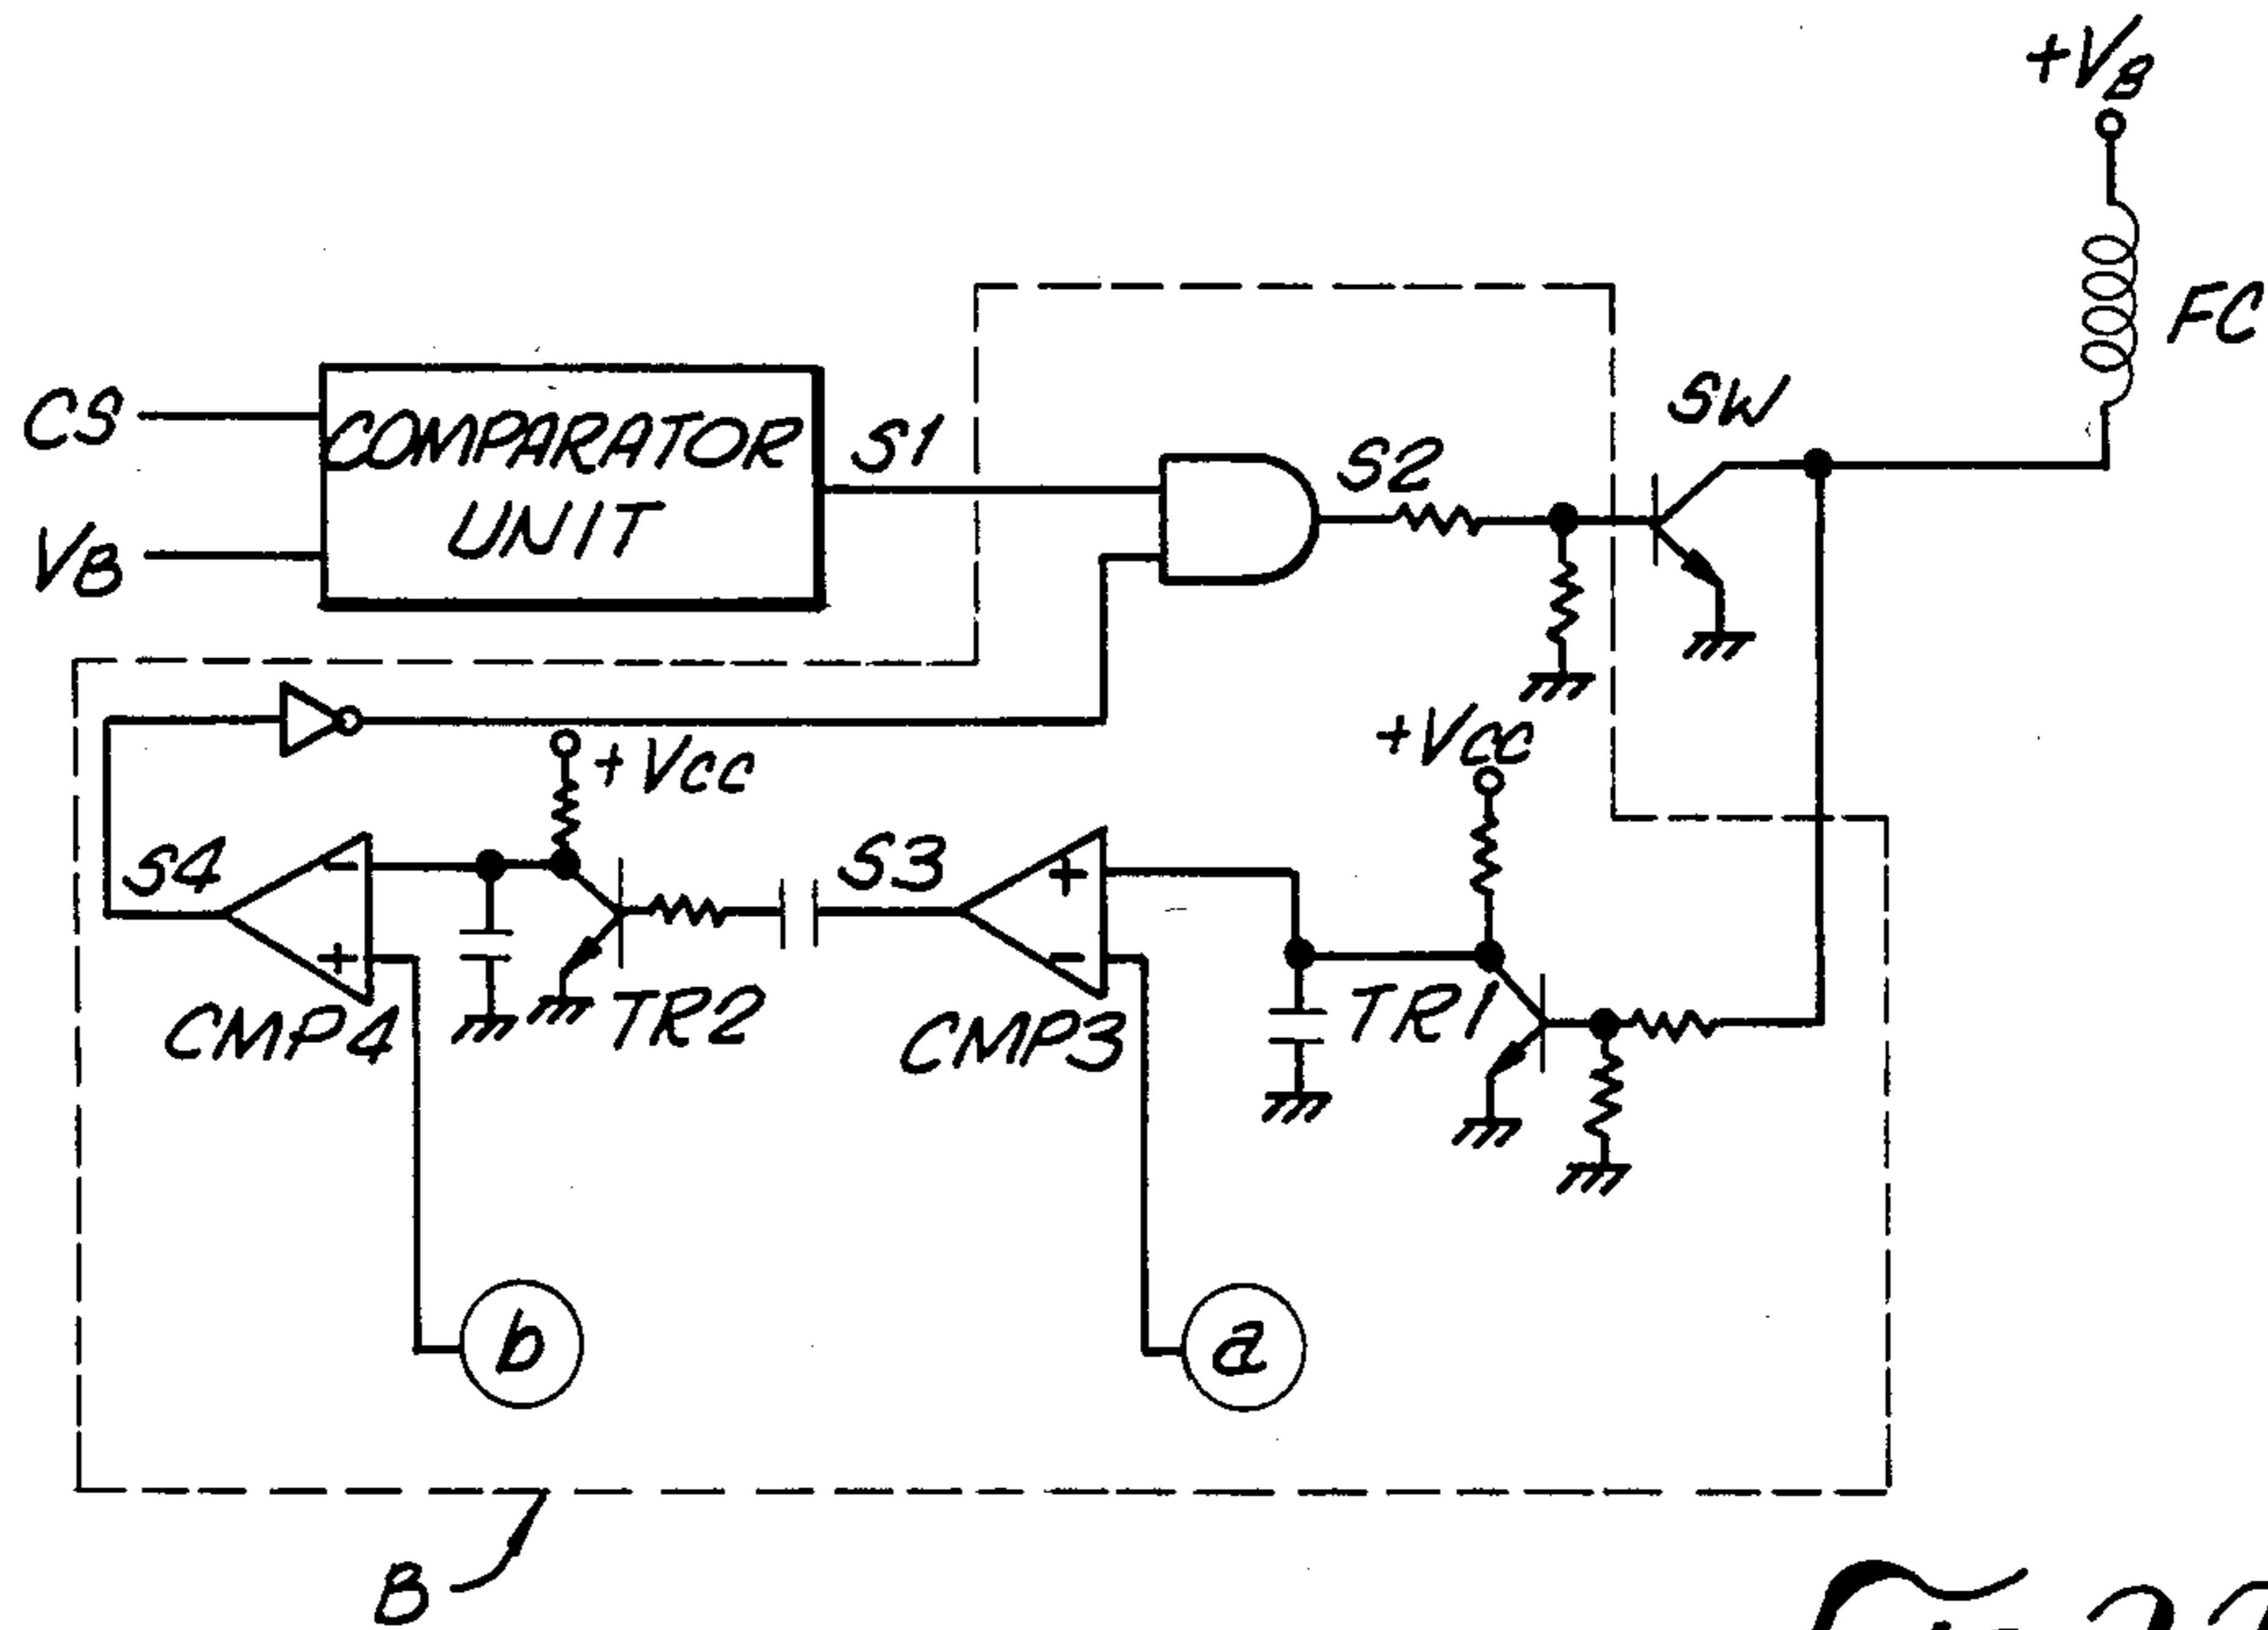 +VB
FC
SW
CS
COMPARATOR
UNIT
S1
S2
VB
+VCC
+VCC
S4
-
+
CMP4
TR2
S3
+
-
CMP3
TR1
b
a
B